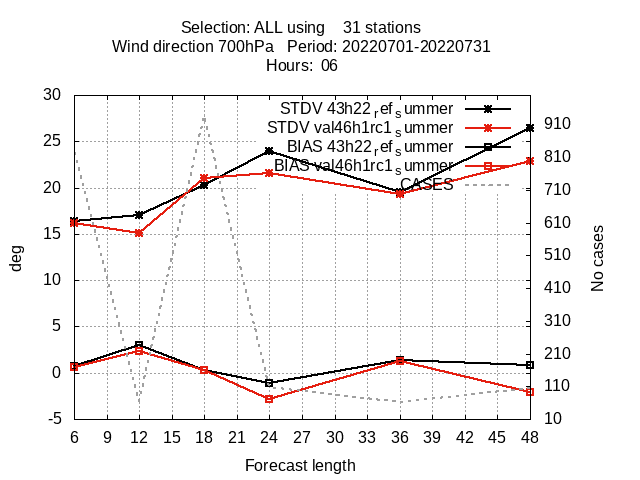 Selection: ALL using    31 stations
Wind direction 700hPa   Period: 20220701-20220731
Hours:  06
STDV 43h22_ref_summer
STDV val46h1rc1_summer
BIAS 43h22_ref_summer
BIAS val46h1rc1_summer
CASES
30
25
20
15
10
5
0
-5
deg
910
810
710
610
510
410
310
210
110
10
No cases
6 9 12 15 18 21 24 27 30 33 36 39 42 45 48
Forecast length